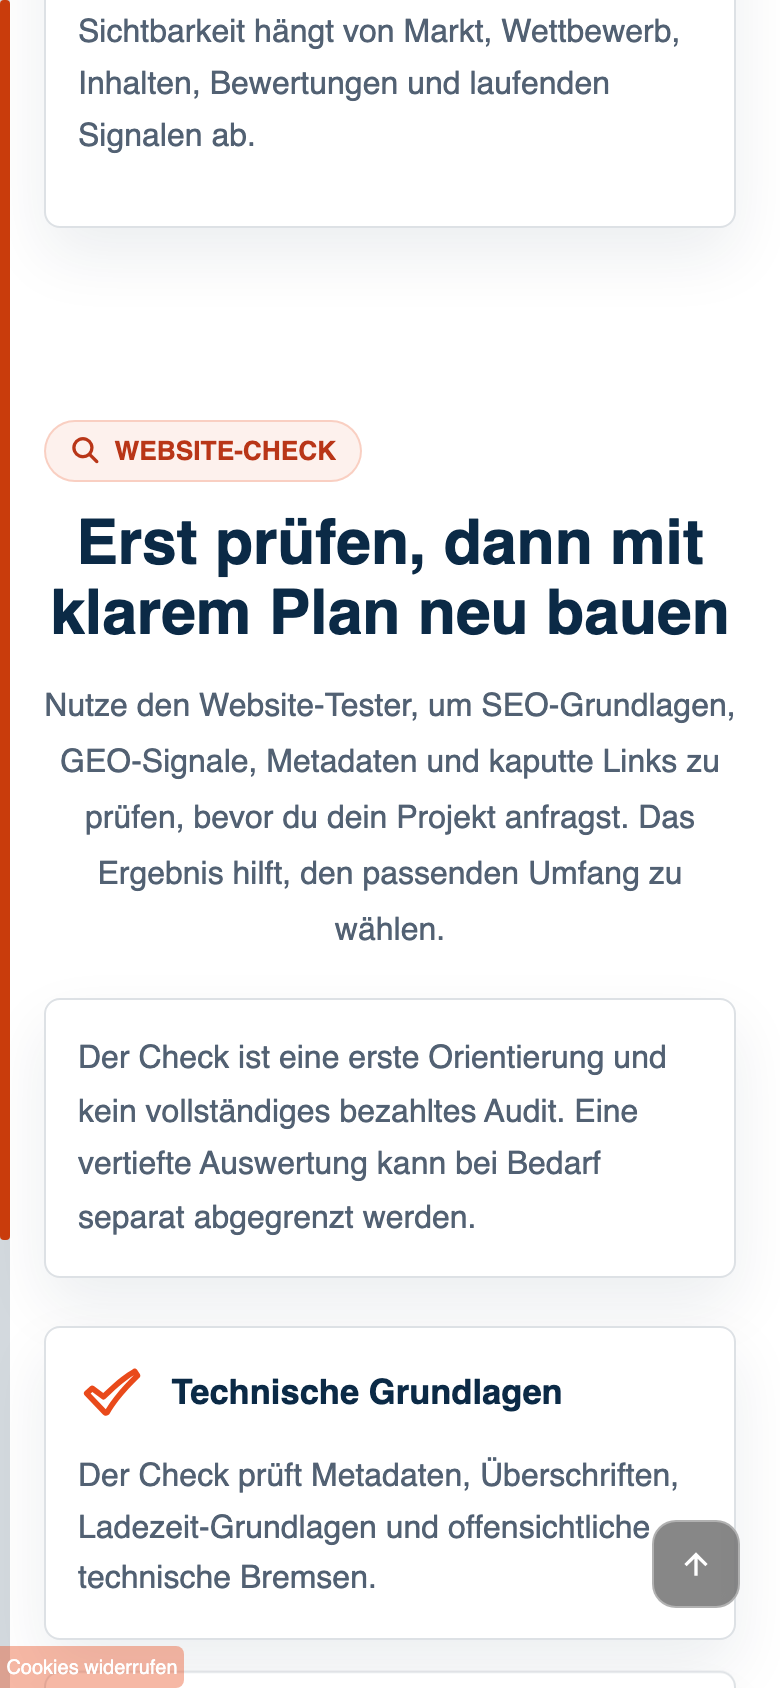 Sichtbarkeit hängt von Markt, Wettbewerb,
Inhalten, Bewertungen und laufenden
Signalen ab.
WEBSITE-CHECK
Erst prüfen, dann mit
klarem Plan neu bauen
Nutze den Website-Tester, um SEO-Grundlagen,
GEO-Signale, Metadaten und kaputte Links zu
prüfen, bevor du dein Projekt anfragst. Das
Ergebnis hilft, den passenden Umfang zu
wählen.
Der Check ist eine erste Orientierung und
kein vollständiges bezahltes Audit. Eine
vertiefte Auswertung kann bei Bedarf
separat abgegrenzt werden.
Technische Grundlagen
Der Check prüft Metadaten, Überschriften,
Ladezeit-Grundlagen und offensichtliche
technische Bremsen.
Cookies widerrufen